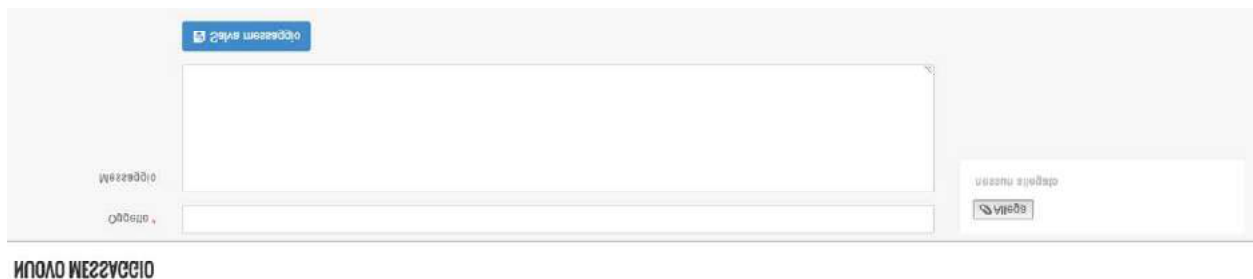 NUOVO MESSAGGIO
Oggetto *
Allega
nessun allegato
Messaggio
Salva messaggio